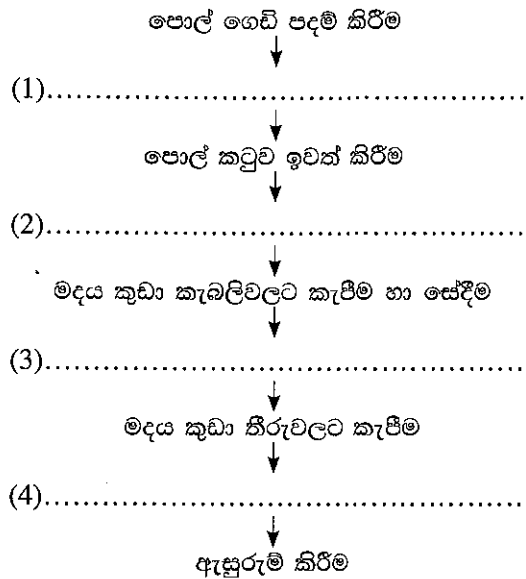 පොල් ගෙඩි පදම් කිරීම
(1)................................................................
පොල් කටුව ඉවත් කිරීම
(2)................................................................
මදය කුඩා කැබලිවලට කැපීම හා සේදීම
(3)................................................................
මදය කුඩා තීරුවලට කැපීම
(4)................................................................
ඇසුරුම් කිරීම